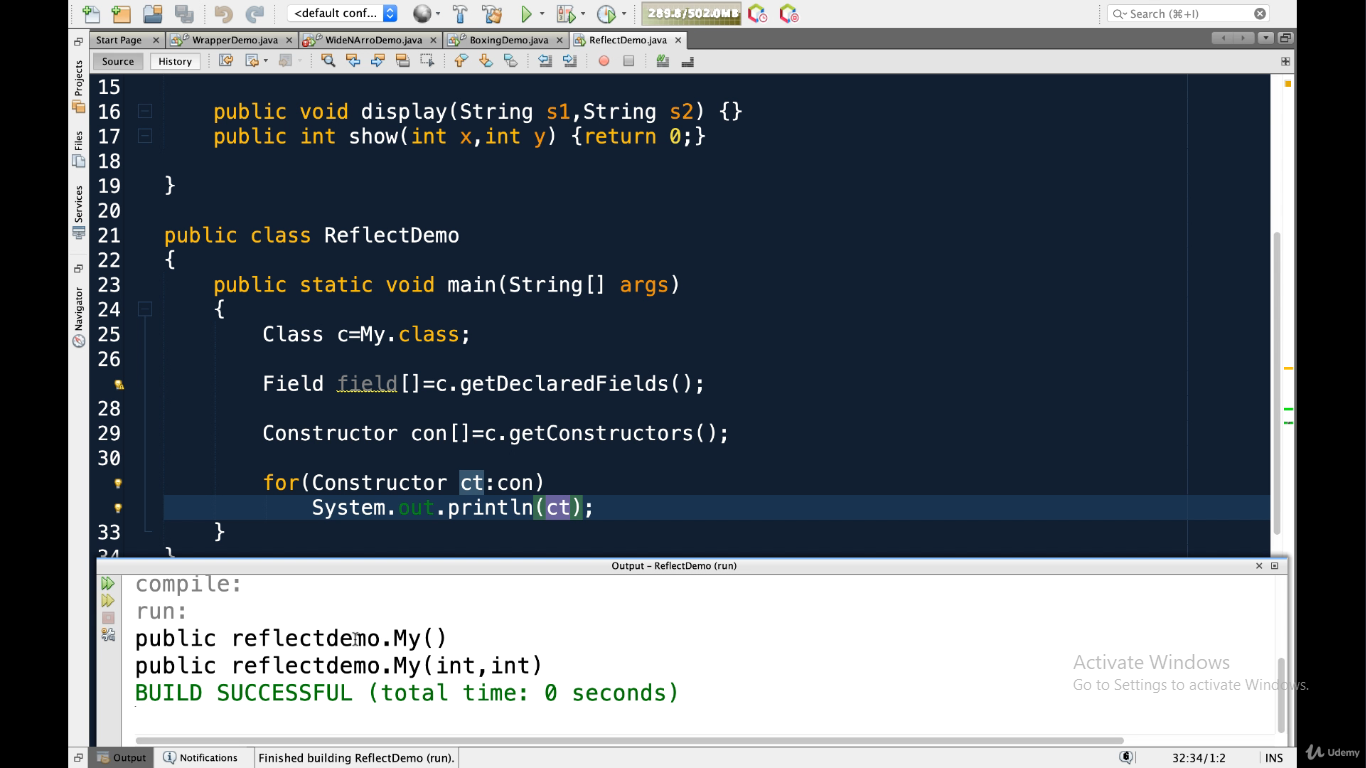 <default conf...
289.8/502.0MB
Search (⌘+I)
Start Page
WrapperDemo.java
WideNArroDemo.java
BoxingDemo.java
ReflectDemo.java
Source
History
Projects
Files
Services
Navigator
15
16 public void display(String s1,String s2) {}
17 public int show(int x,int y) {return 0;}
18
19 }
20
21 public class ReflectDemo
22 {
23 public static void main(String[] args)
24 {
25 Class c=My.class;
26
Field field[]=c.getDeclaredFields();
28
29 Constructor con[]=c.getConstructors();
30
for(Constructor ct:con)
System.out.println(ct);
33 }
34 }
Output – ReflectDemo (run)
compile:
run:
public reflectdemo.My()
public reflectdemo.My(int,int)
BUILD SUCCESSFUL (total time: 0 seconds)
Activate Windows
Go to Settings to activate Windows.
Output
Notifications
Finished building ReflectDemo (run).
32:34/1:2
INS
Udemy